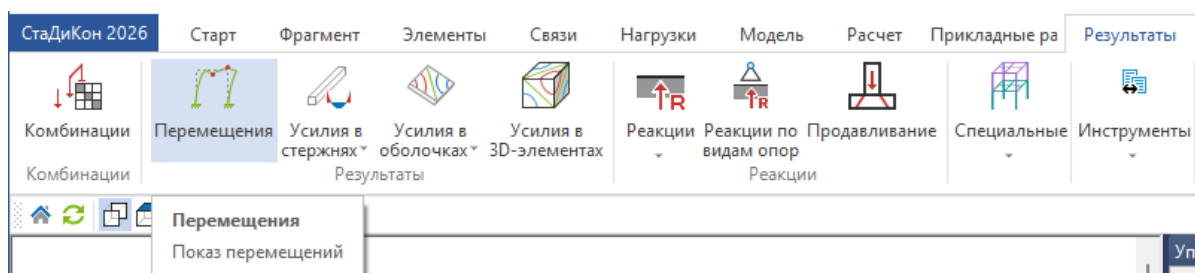 СтаДиКон 2026 Старт Фрагмент Элементы Связи Нагрузки Модель Расчет Прикладные ра Результаты
Комбинации Перемещения Усилия в стержнях Усилия в оболочках Усилия в 3D-элементах Реакции Реакции по видам опор Продавливание Специальные Инструменты
Комбинации Результаты Реакции
Перемещения
Показ перемещений
Уп